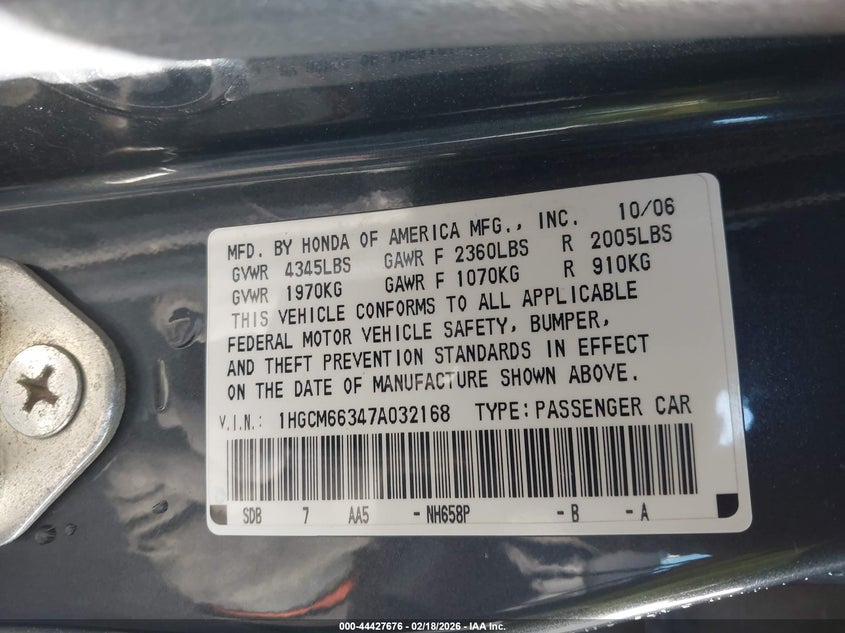 MFD. BY HONDA OF AMERICA MFG., INC. 10/06
GVWR 4345LBS GAWR F 2360LBS R 2005LBS
GVWR 1970KG GAWR F 1070KG R 910KG
THIS VEHICLE CONFORMS TO ALL APPLICABLE
FEDERAL MOTOR VEHICLE SAFETY, BUMPER,
AND THEFT PREVENTION STANDARDS IN EFFECT
ON THE DATE OF MANUFACTURE SHOWN ABOVE.
V.I.N.: 1HGCM66347A032168 TYPE:PASSENGER CAR
SDB 7 AA5 -NH658P -B -A
000-44427676 - 02/18/2026 - IAA Inc.